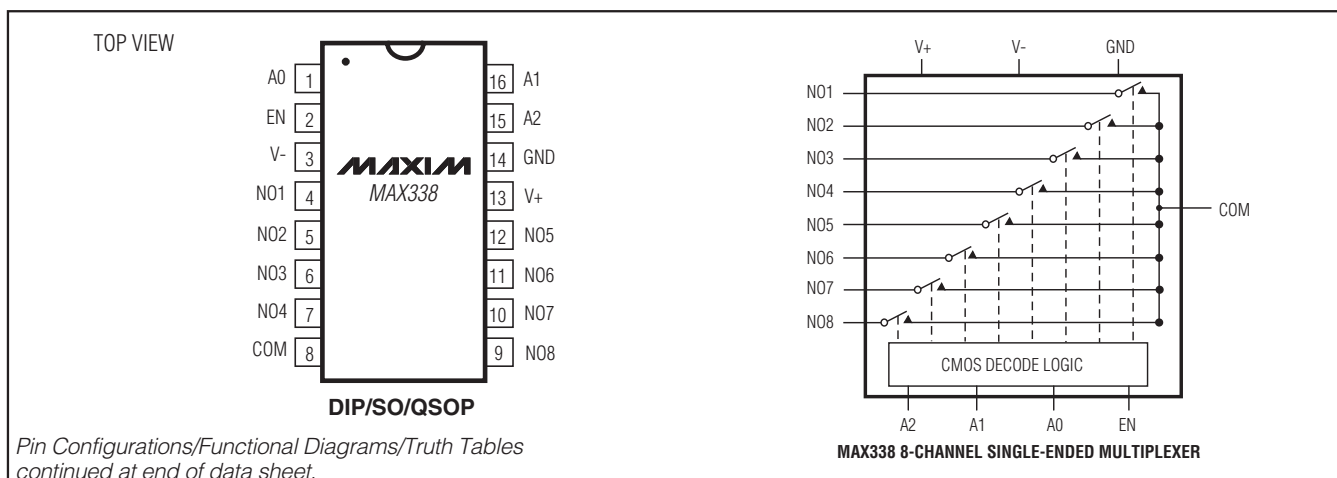 TOP VIEW
A0 1
EN 2
V- 3
NO1 4
NO2 5
NO3 6
NO4 7
COM 8
16 A1
15 A2
14 GND
13 V+
12 NO5
11 NO6
10 NO7
9 NO8
MAXIM
MAX338
DIP/SO/QSOP
Pin Configurations/Functional Diagrams/Truth Tables
continued at end of data sheet.
V+ V- GND
NO1
NO2
NO3
NO4
NO5
NO6
NO7
NO8
COM
CMOS DECODE LOGIC
A2 A1 A0 EN
MAX338 8-CHANNEL SINGLE-ENDED MULTIPLEXER